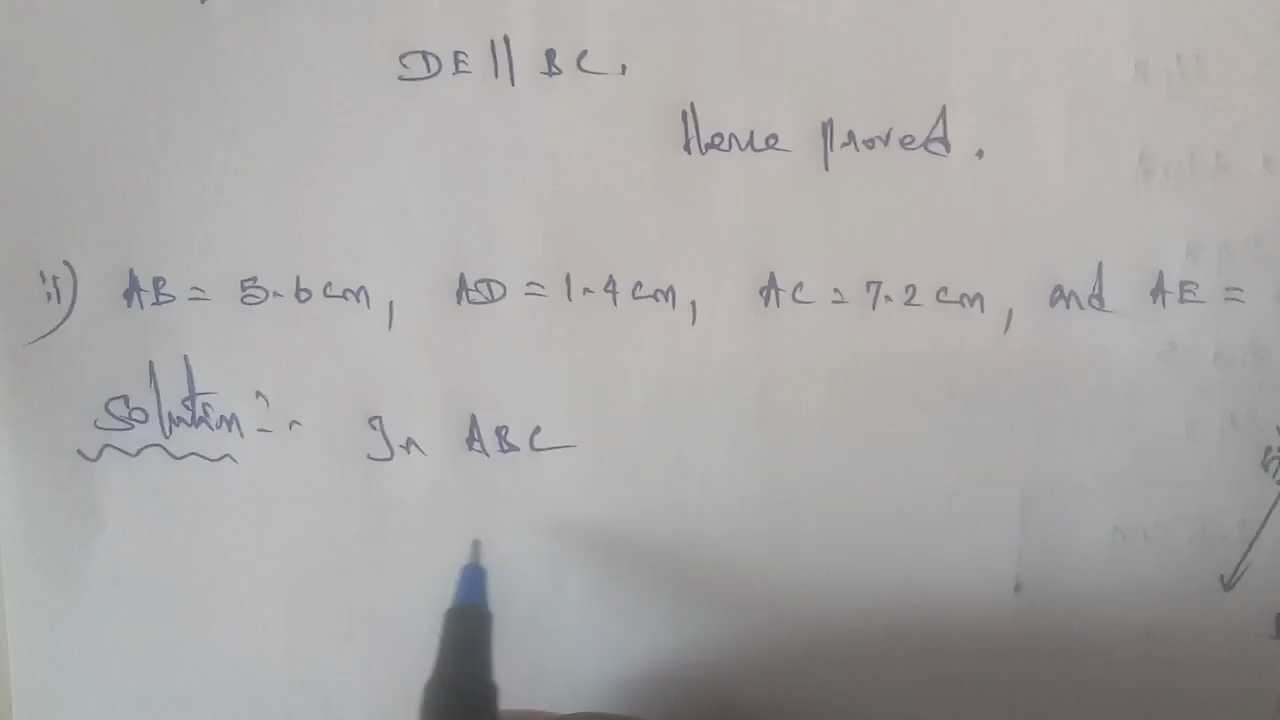 DE || BC.
Hence proved.
ii) AB = 5.6 cm, AD = 1.4 cm, AC = 7.2 cm, and AE =
Solution:- In ABC